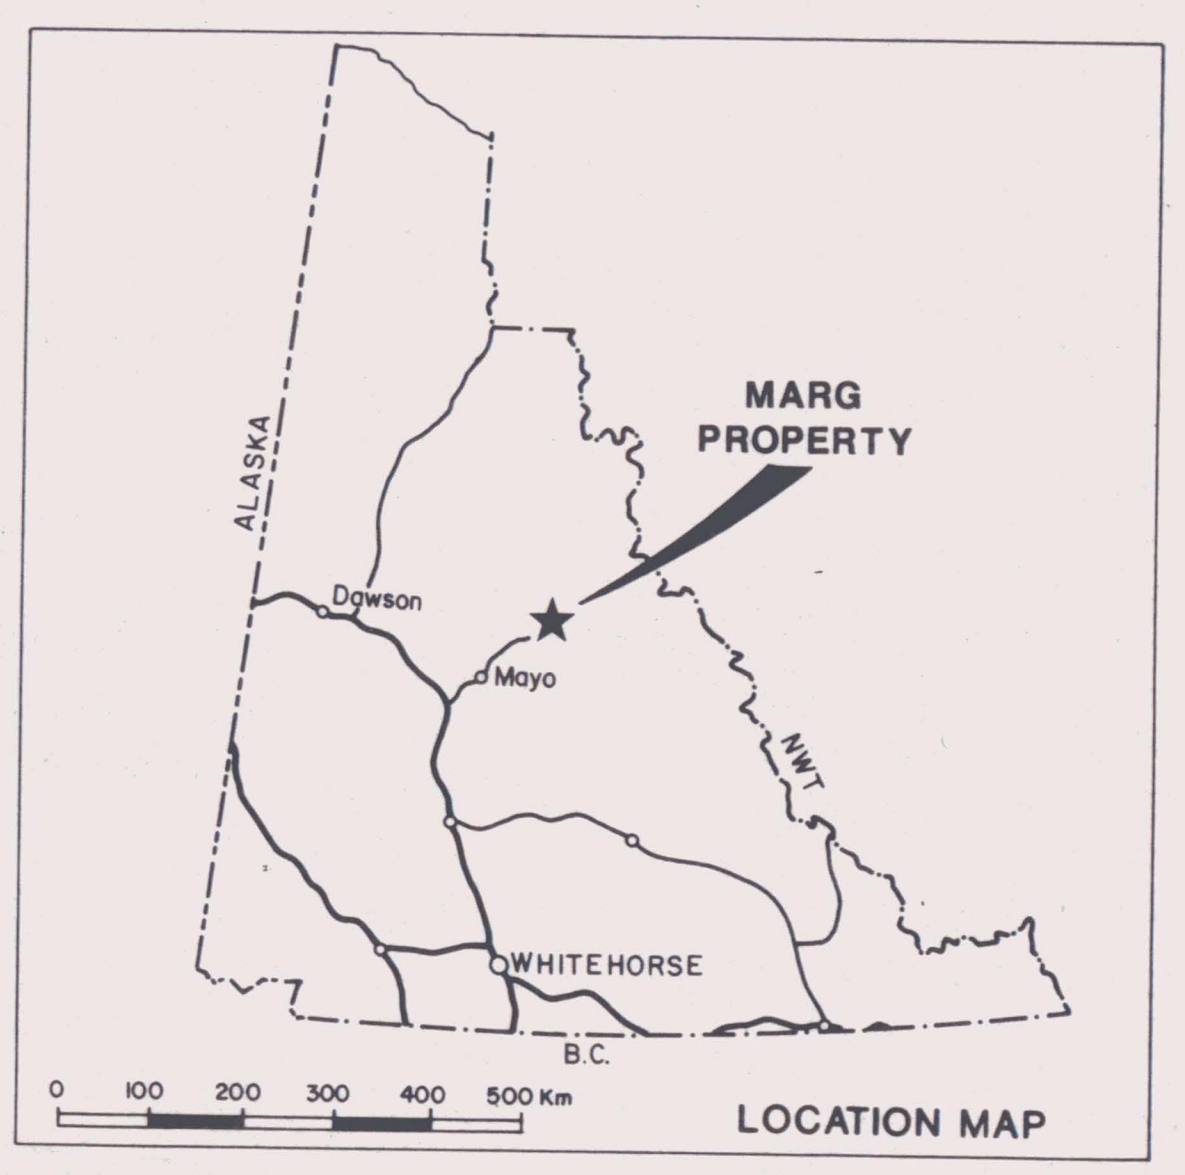 MARG
PROPERTY
ALASKA
Dawson
Mayo
NWT
WHITEHORSE
B.C.
0 100 200 300 400 500 Km
LOCATION MAP